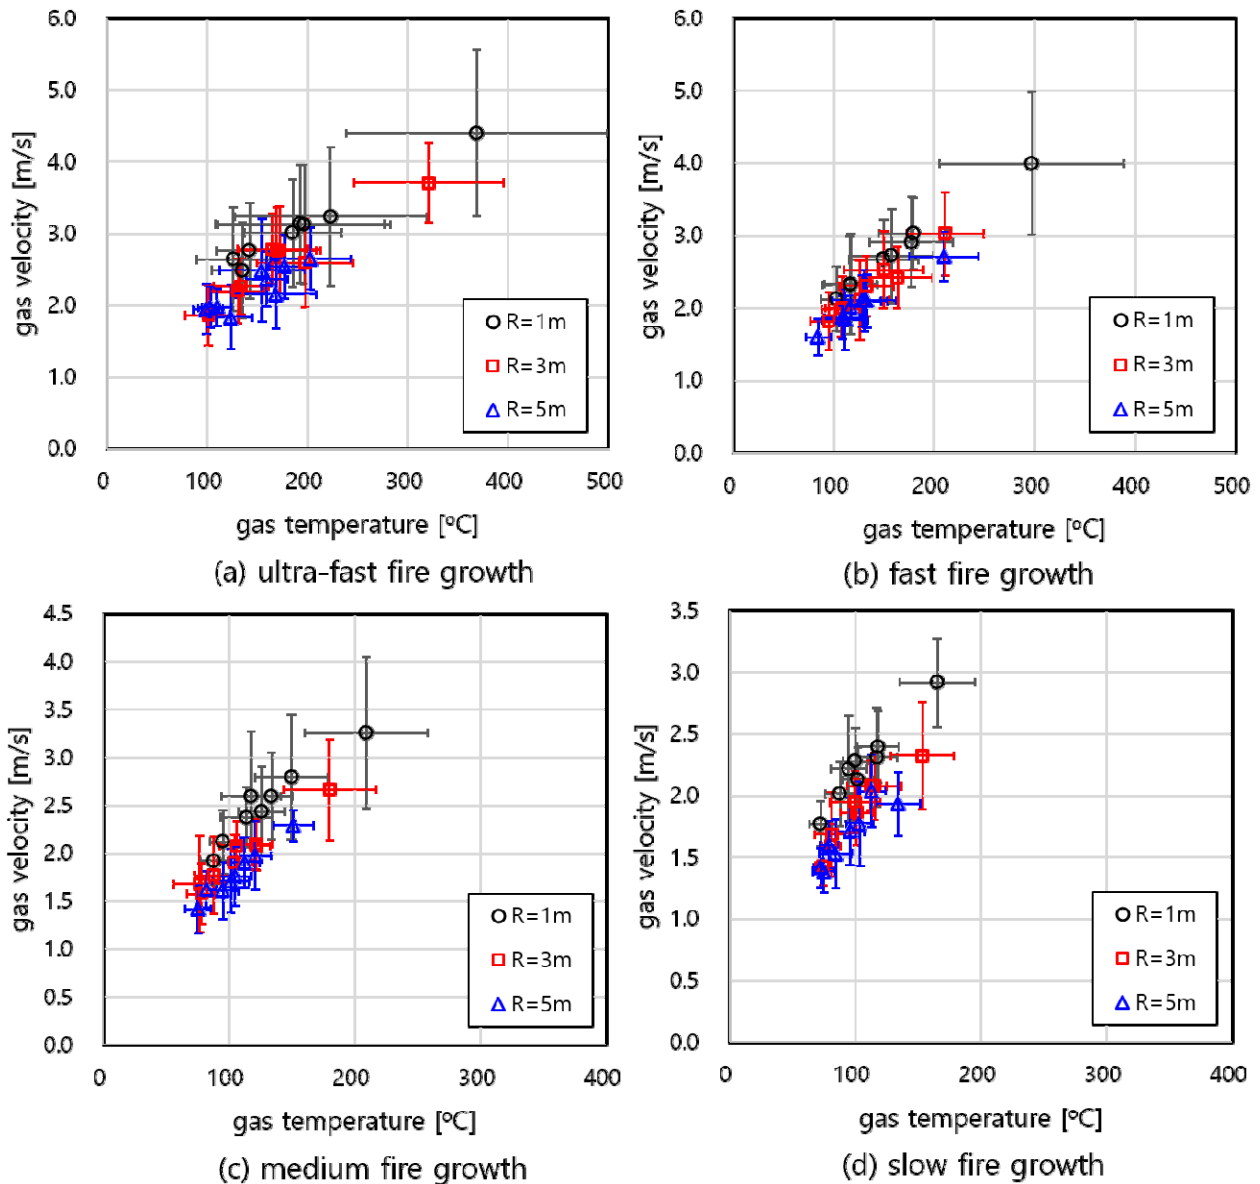 6.0
5.0
4.0
3.0
2.0
1.0
0.0
gas velocity [m/s]
R=1m
R=3m
R=5m
0 100 200 300 400 500
gas temperature [ºC]
(a) ultra-fast fire growth
6.0
5.0
4.0
3.0
2.0
1.0
0.0
gas velocity [m/s]
R=1m
R=3m
R=5m
0 100 200 300 400 500
gas temperature [ºC]
(b) fast fire growth
4.5
4.0
3.5
3.0
2.5
2.0
1.5
1.0
0.5
0.0
gas velocity [m/s]
R=1m
R=3m
R=5m
0 100 200 300 400
gas temperature [ºC]
(c) medium fire growth
3.5
3.0
2.5
2.0
1.5
1.0
0.5
0.0
gas velocity [m/s]
R=1m
R=3m
R=5m
0 100 200 300 400
gas temperature [ºC]
(d) slow fire growth